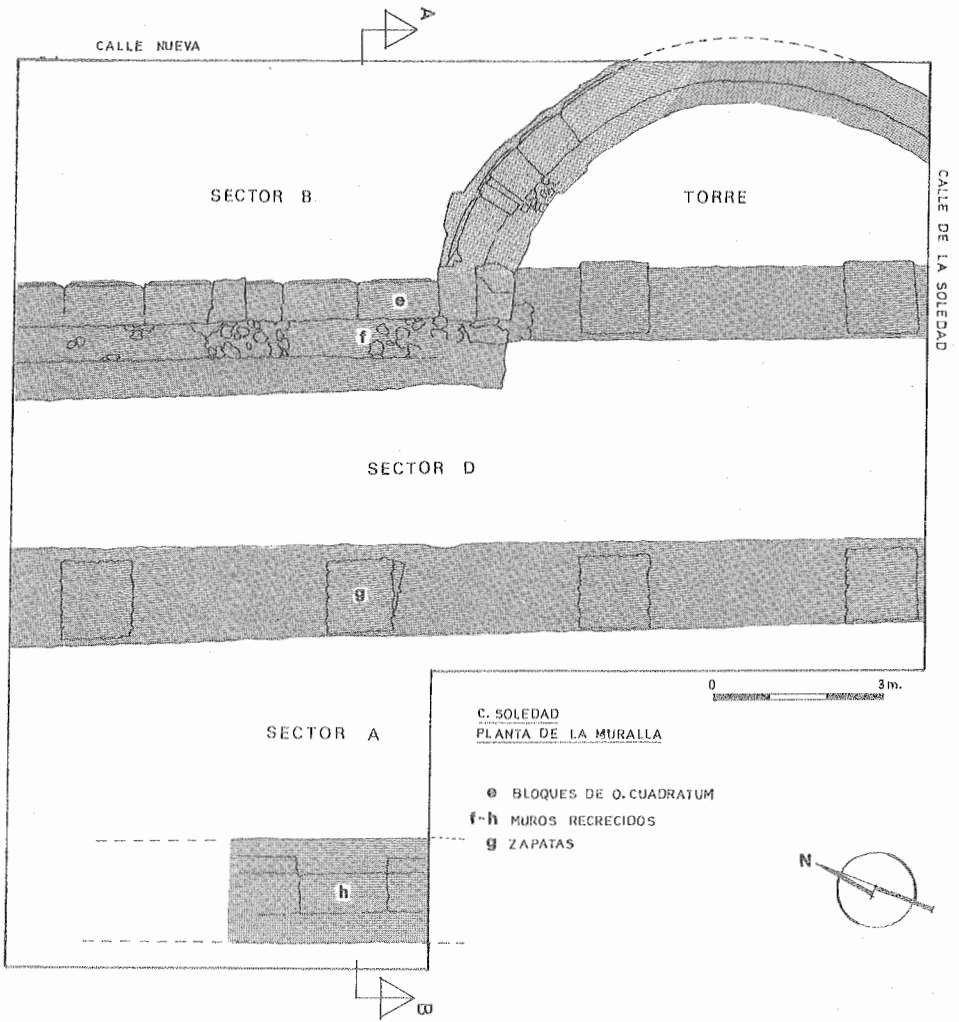 A
CALLE NUEVA
SECTOR B.
TORRE
CALLE DE LA SOLEDAD
e
f
SECTOR D
g
0 3m.
SECTOR A
C. SOLEDAD
PLANTA DE LA MURALLA
e BLOQUES DE O. CUADRATUM
f-h MUROS RECRECIDOS
g ZAPATAS
h
N
B